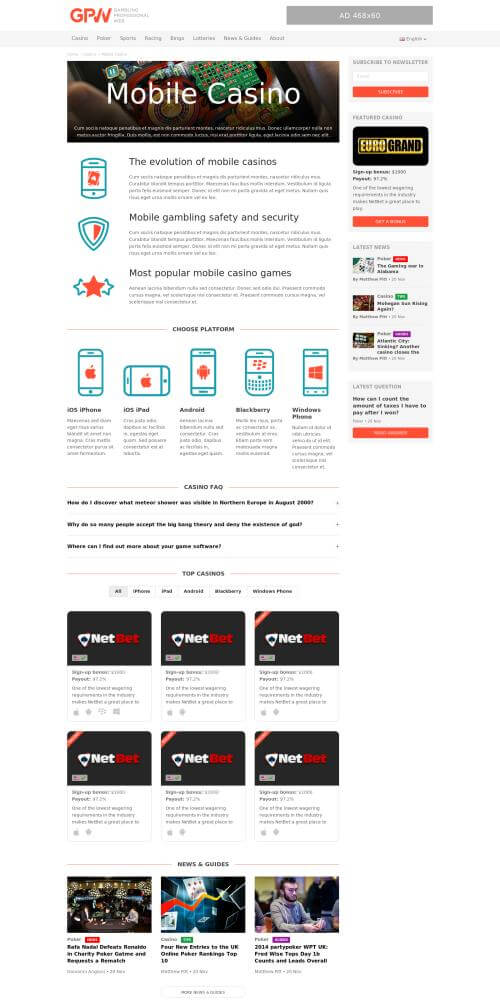 GPW GAMBLING
PROFESSIONAL
WEB
AD 468x60
Casino Poker Sports Racing Bingo Lotteries News & Guides About
English
Home Casino Mobile Casino
Mobile Casino
Cum sociis natoque penatibus et magnis dis parturient montes, nascetur ridiculus mus. Donec ullamcorper nulla non
metus auctor fringilla. Duis mollis, est non commodo luctus, nisi erat porttitor ligula, eget lacinia odio sem nec elit.
The evolution of mobile casinos
Cum sociis natoque penatibus et magnis dis parturient montes, nascetur ridiculus mus.
Curabitur blandit tempus porttitor. Maecenas faucibus mollis interdum. Vestibulum id ligula
porta felis euismod semper. Donec id elit non mi porta gravida at eget metus. Nullam quis
risus eget urna mollis ornare vel eu leo.
Mobile gambling safety and security
Cum sociis natoque penatibus et magnis dis parturient montes, nascetur ridiculus mus.
Curabitur blandit tempus porttitor. Maecenas faucibus mollis interdum. Vestibulum id ligula
porta felis euismod semper. Donec id elit non mi porta gravida at eget metus. Nullam quis
risus eget urna mollis ornare vel eu leo.
Most popular mobile casino games
Aenean lacinia bibendum nulla sed consectetur. Donec sed odio dui. Praesent commodo
cursus magna, vel scelerisque nisl consectetur et. Praesent commodo cursus magna, vel
scelerisque nisl consectetur et.
CHOOSE PLATFORM
iOS iPhone
Maecenas sed diam
eget risus varius
blandit sit amet non
magna. Cras mattis
consectetur purus sit
amet fermentum.
iOS iPad
Cras justo odio,
dapibus ac facilisis
in, egestas eget
quam. Sed posuere
consectetur est at
lobortis.
Android
Aenean lacinia
bibendum nulla sed
consectetur. Cras
justo odio, dapibus
ac facilisis in,
egestas eget quam.
Blackberry
Morbi leo risus, porta
ac consectetur ac,
vestibulum at eros.
Etiam porta sem
malesuada magna
mollis euismod.
Windows
Phone
Nullam id dolor id
nibh ultricies
vehicula ut id elit.
Praesent
commodo cursus
magna, vel
scelerisque nisl
consectetur et.
CASINO FAQ
How do I discover what meteor shower was visible in Northern Europe in August 2000? +
Why do so many people accept the big bang theory and deny the existence of god? +
Where can I find out more about your game software? +
TOP CASINOS
All iPhone iPad Android Blackberry Windows Phone
NetBet
Sign-up bonus: $1000
Payout: 97.2%
One of the lowest wagering
requirements in the industry
makes NetBet a great place to
NetBet
Sign-up bonus: $1000
Payout: 97.2%
One of the lowest wagering
requirements in the industry
makes NetBet a great place to
NetBet
Sign-up bonus: $1000
Payout: 97.2%
One of the lowest wagering
requirements in the industry
makes NetBet a great place to
NetBet
Sign-up bonus: $1000
Payout: 97.2%
One of the lowest wagering
requirements in the industry
makes NetBet a great place to
NetBet
Sign-up bonus: $1000
Payout: 97.2%
One of the lowest wagering
requirements in the industry
makes NetBet a great place to
NetBet
Sign-up bonus: $1000
Payout: 97.2%
One of the lowest wagering
requirements in the industry
makes NetBet a great place to
NEWS & GUIDES
Poker NEWS
Rafa Nadal Defeats Ronaldo
in Charity Poker Gatme and
Requests a Rematch
Giovanni Angioni • 20 Nov
Casino TIPS
Four New Entries to the UK
Online Poker Rankings Top
10
Matthew Pitt • 20 Nov
Poker GUIDES
2014 partypoker WPT UK:
Fred Wise Tops Day 1b
Counts and Leads Overall
Matthew Pitt • 20 Nov
MORE NEWS & GUIDES
SUBSCRIBE TO NEWSLETTER
Email
SUBSCRIBE
FEATURED CASINO
EUROGRAND
Sign-up bonus: $1000
Payout: 97.2%
One of the lowest wagering
requirements in the industry
makes NetBet a great place to
play.
GET A BONUS
LATEST NEWS
Poker NEWS
The Gaming war in
Alabama
By Matthew Pitt • 20 Nov
Casino TIPS
Mohegan Sun Rising
Again?
By Matthew Pitt • 20 Nov
Poker GUIDES
Atlantic City:
Sinking? Another
casino closes the
By Matthew Pitt • 20 Nov
LATEST QUESTION
How can I count the
amount of taxes I have to
pay after I won?
Poker • 20 Nov
READ ANSWER